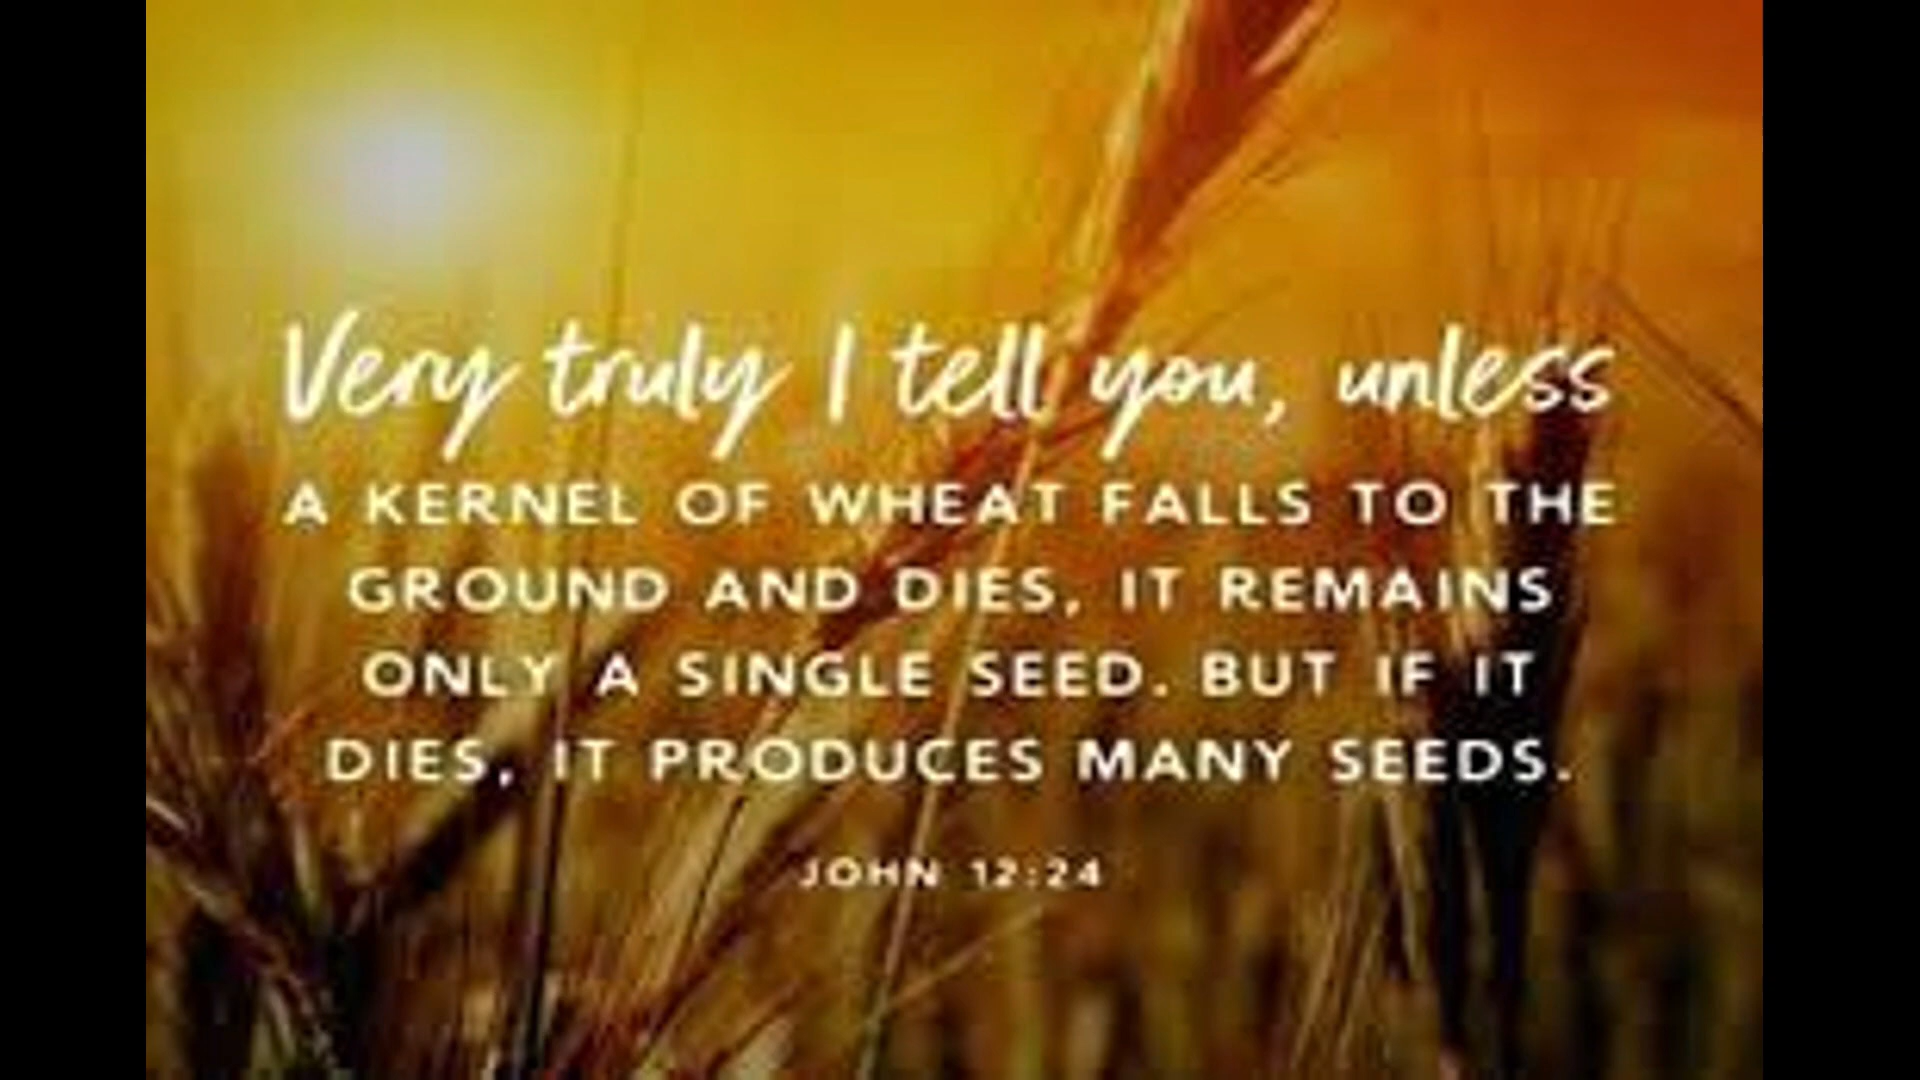 Very truly I tell you, unless
A KERNEL OF WHEAT FALLS TO THE
GROUND AND DIES, IT REMAINS
ONLY A SINGLE SEED. BUT IF IT
DIES, IT PRODUCES MANY SEEDS.
JOHN 12:24